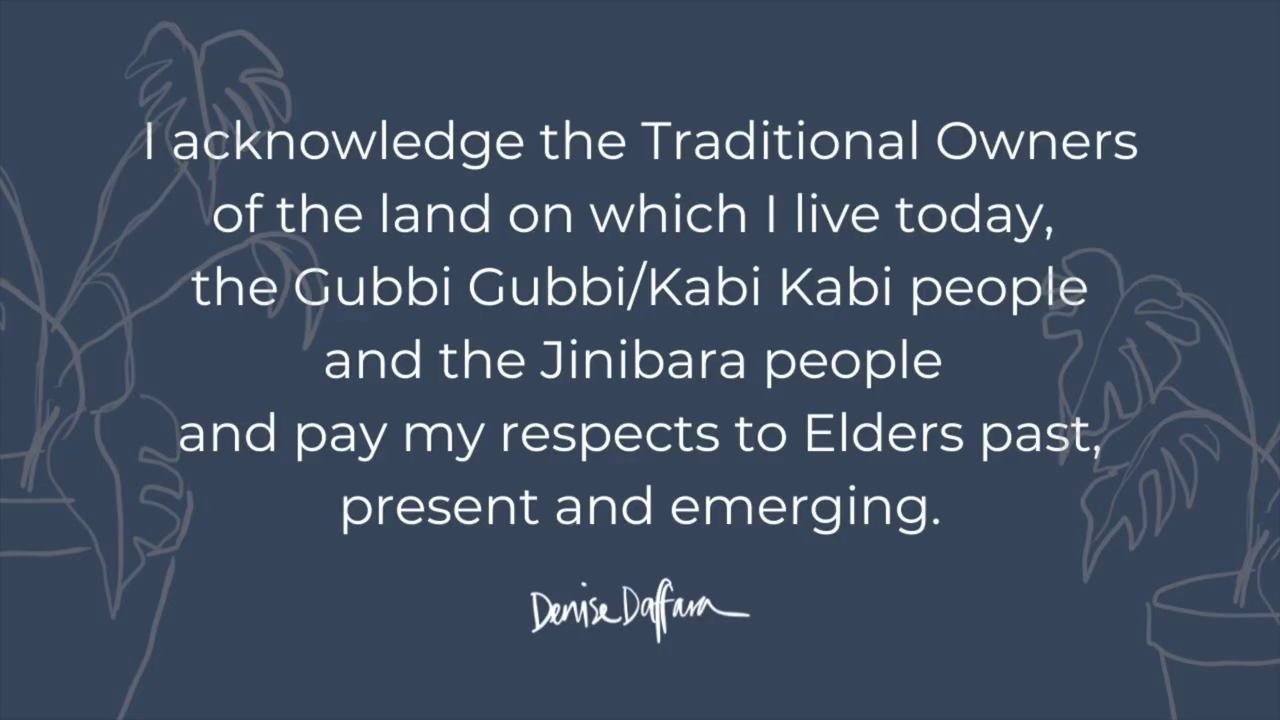 I acknowledge the Traditional Owners
of the land on which I live today,
the Gubbi Gubbi/Kabi Kabi people
and the Jinibara people
and pay my respects to Elders past,
present and emerging.
Denise Daffara